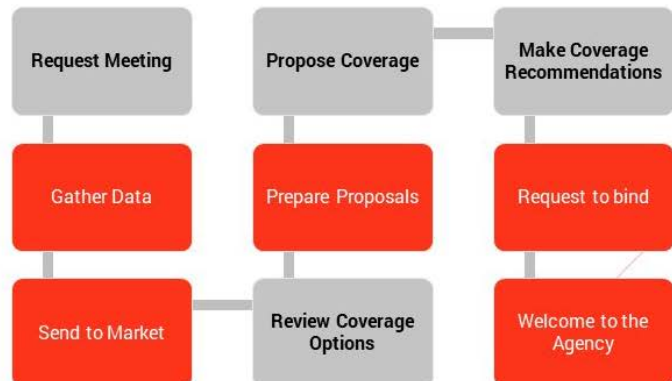 Request Meeting
Gather Data
Send to Market
Review Coverage
Options
Prepare Proposals
Propose Coverage
Make Coverage
Recommendations
Request to bind
Welcome to the
Agency